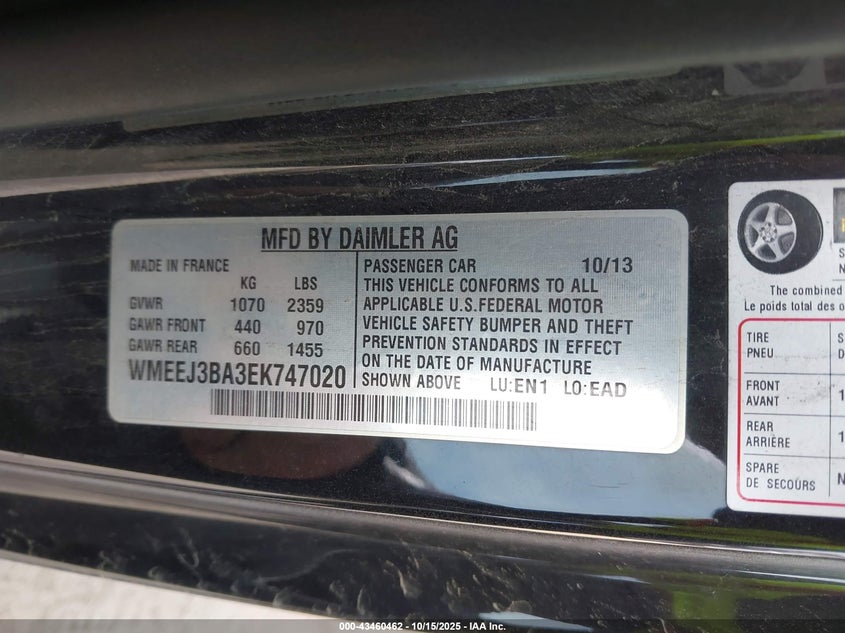 MFD BY DAIMLER AG
MADE IN FRANCE
KG LBS
GVWR 1070 2359
GAWR FRONT 440 970
GAWR REAR 660 1455
WMEEJ3BA3EK747020
PASSENGER CAR 10/13
THIS VEHICLE CONFORMS TO ALL
APPLICABLE U.S.FEDERAL MOTOR
VEHICLE SAFETY BUMPER AND THEFT
PREVENTION STANDARDS IN EFFECT
ON THE DATE OF MANUFACTURE
SHOWN ABOVE LU:EN1 LO:EAD
The combined
Le poids total des
TIRE
PNEU
FRONT
AVANT
REAR
ARRIÈRE
SPARE
DE SECOURS
000-43460462 - 10/15/2025 - IAA Inc.